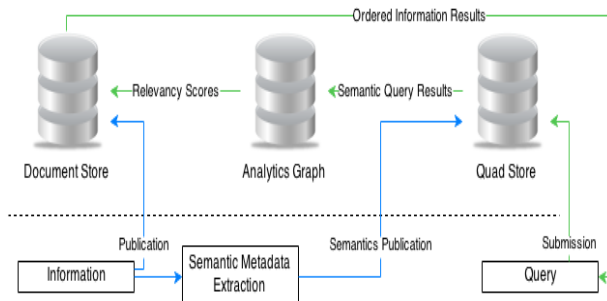 Ordered Information Results
Relevancy Scores
Semantic Query Results
Document Store
Analytics Graph
Quad Store
Publication
Semantics Publication
Submission
Information
Semantic Metadata
Extraction
Query